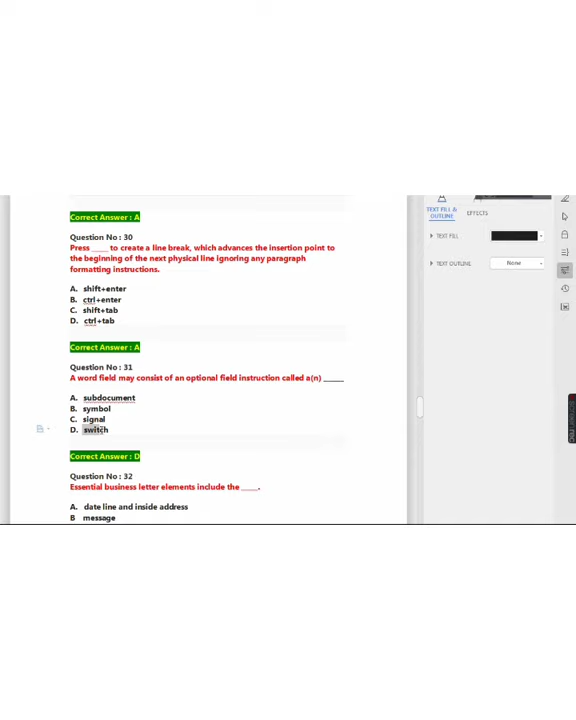 Correct Answer : A
Question No : 30
Press ____ to create a line break, which advances the insertion point to
the beginning of the next physical line ignoring any paragraph
formatting instructions.
A. shift+enter
B. ctrl+enter
C. shift+tab
D. ctrl+tab
Correct Answer : A
Question No : 31
A word field may consist of an optional field instruction called a(n) _____
A. subdocument
B. symbol
C. signal
D. switch
Correct Answer : D
Question No : 32
Essential business letter elements include the ____.
A. date line and inside address
B message
TEXT FILL &
OUTLINE
EFFECTS
TEXT FILL
TEXT OUTLINE
None